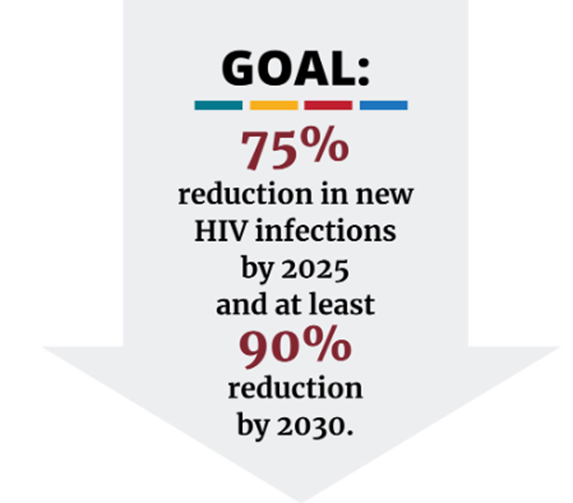 GOAL:
75%
reduction in new
HIV infections
by 2025
and at least
90%
reduction
by 2030.